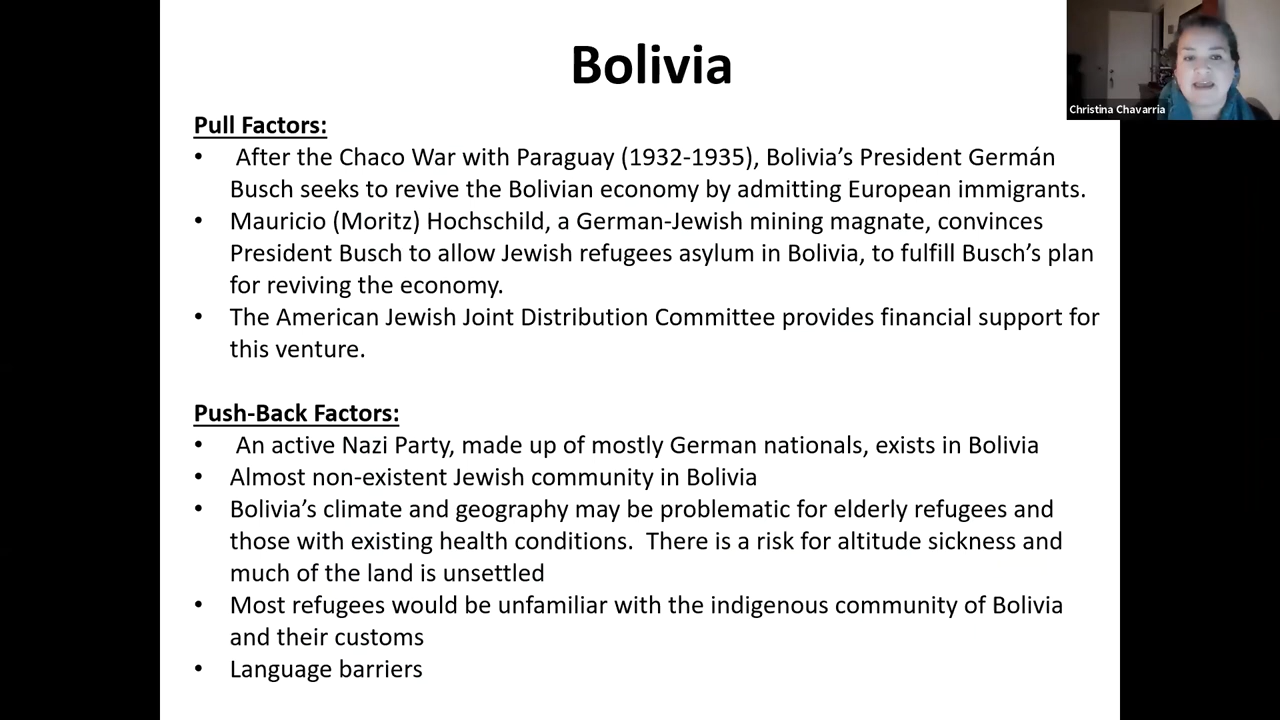 Bolivia
Christina Chavarria
Pull Factors:
• After the Chaco War with Paraguay (1932-1935), Bolivia’s President Germán
Busch seeks to revive the Bolivian economy by admitting European immigrants.
• Mauricio (Moritz) Hochschild, a German-Jewish mining magnate, convinces
President Busch to allow Jewish refugees asylum in Bolivia, to fulfill Busch’s plan
for reviving the economy.
• The American Jewish Joint Distribution Committee provides financial support for
this venture.
Push-Back Factors:
• An active Nazi Party, made up of mostly German nationals, exists in Bolivia
• Almost non-existent Jewish community in Bolivia
• Bolivia’s climate and geography may be problematic for elderly refugees and
those with existing health conditions.  There is a risk for altitude sickness and
much of the land is unsettled
• Most refugees would be unfamiliar with the indigenous community of Bolivia
and their customs
• Language barriers